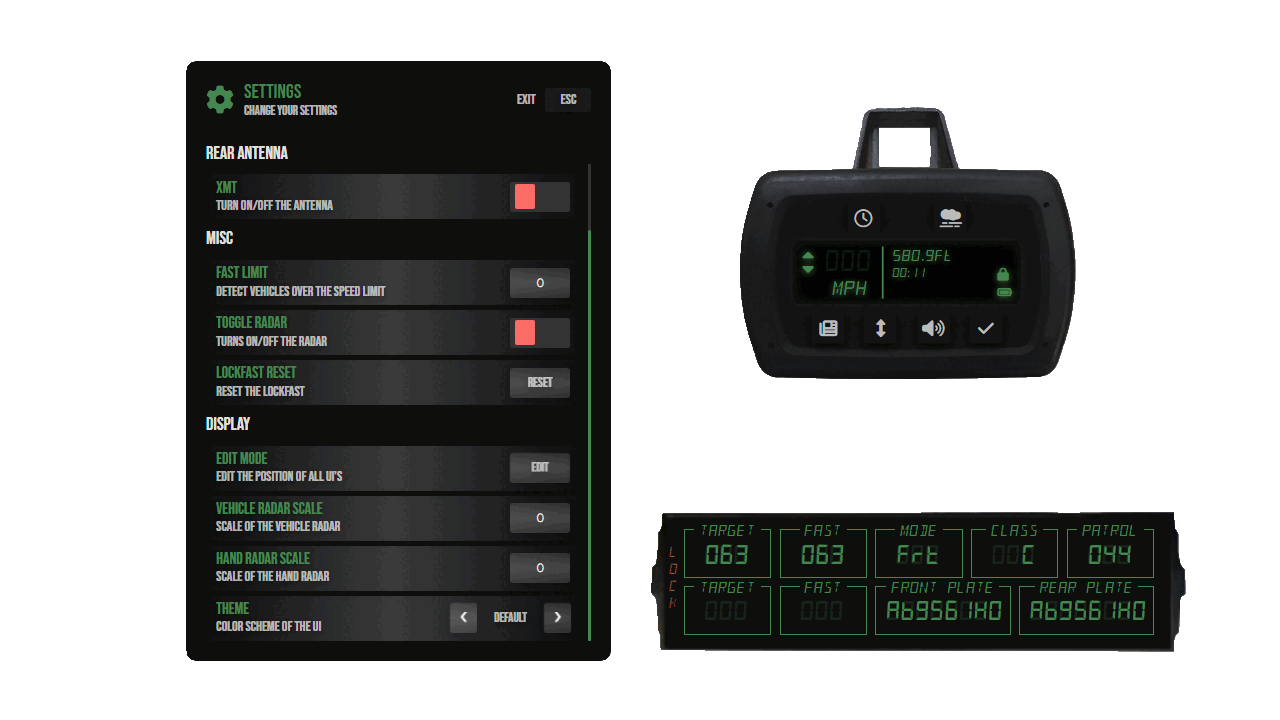 SETTINGS
CHANGE YOUR SETTINGS
EXIT ESC
REAR ANTENNA
XMT
TURN ON/OFF THE ANTENNA
MISC
FAST LIMIT
DETECT VEHICLES OVER THE SPEED LIMIT
0
TOGGLE RADAR
TURNS ON/OFF THE RADAR
LOCKFAST RESET
RESET THE LOCKFAST
RESET
DISPLAY
EDIT MODE
EDIT THE POSITION OF ALL UI'S
EDIT
VEHICLE RADAR SCALE
SCALE OF THE VEHICLE RADAR
0
HAND RADAR SCALE
SCALE OF THE HAND RADAR
0
THEME
COLOR SCHEME OF THE UI
DEFAULT
000
MPH
580.9Ft
00:11
LOCK
TARGET FAST MODE CLASS PATROL
063 063 Frt C 044
TARGET FAST FRONT PLATE REAR PLATE
000 000 Ab9561HO Ab9561HO